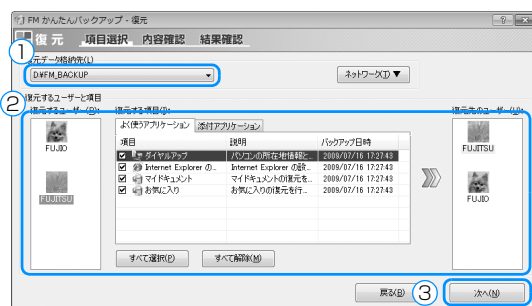 FM かんたんバックアップ - 復元
復元 項目選択 内容確認 結果確認
①
復元データ格納先(L)
D:¥FM_BACKUP
ネットワーク(T) ▼
復元するユーザーと項目
②
復元するユーザー(R): 復元する項目(I): 復元先のユーザー(U):
よく使うアプリケーション 添付アプリケーション
項目 説明 バックアップ日時
ダイヤルアップ パソコンの所在地情報と... 2009/07/16 17:27:43
Internet Explorer の... Internet Explorer の設... 2009/07/16 17:27:43
マイドキュメント マイドキュメントの復元を... 2009/07/16 17:27:43
お気に入り お気に入りの復元を行... 2009/07/16 17:27:43
FUJIO
FUJITSU
FUJITSU
FUJIO
すべて選択(P) すべて解除(M)
戻る(B) ③ 次へ(N)